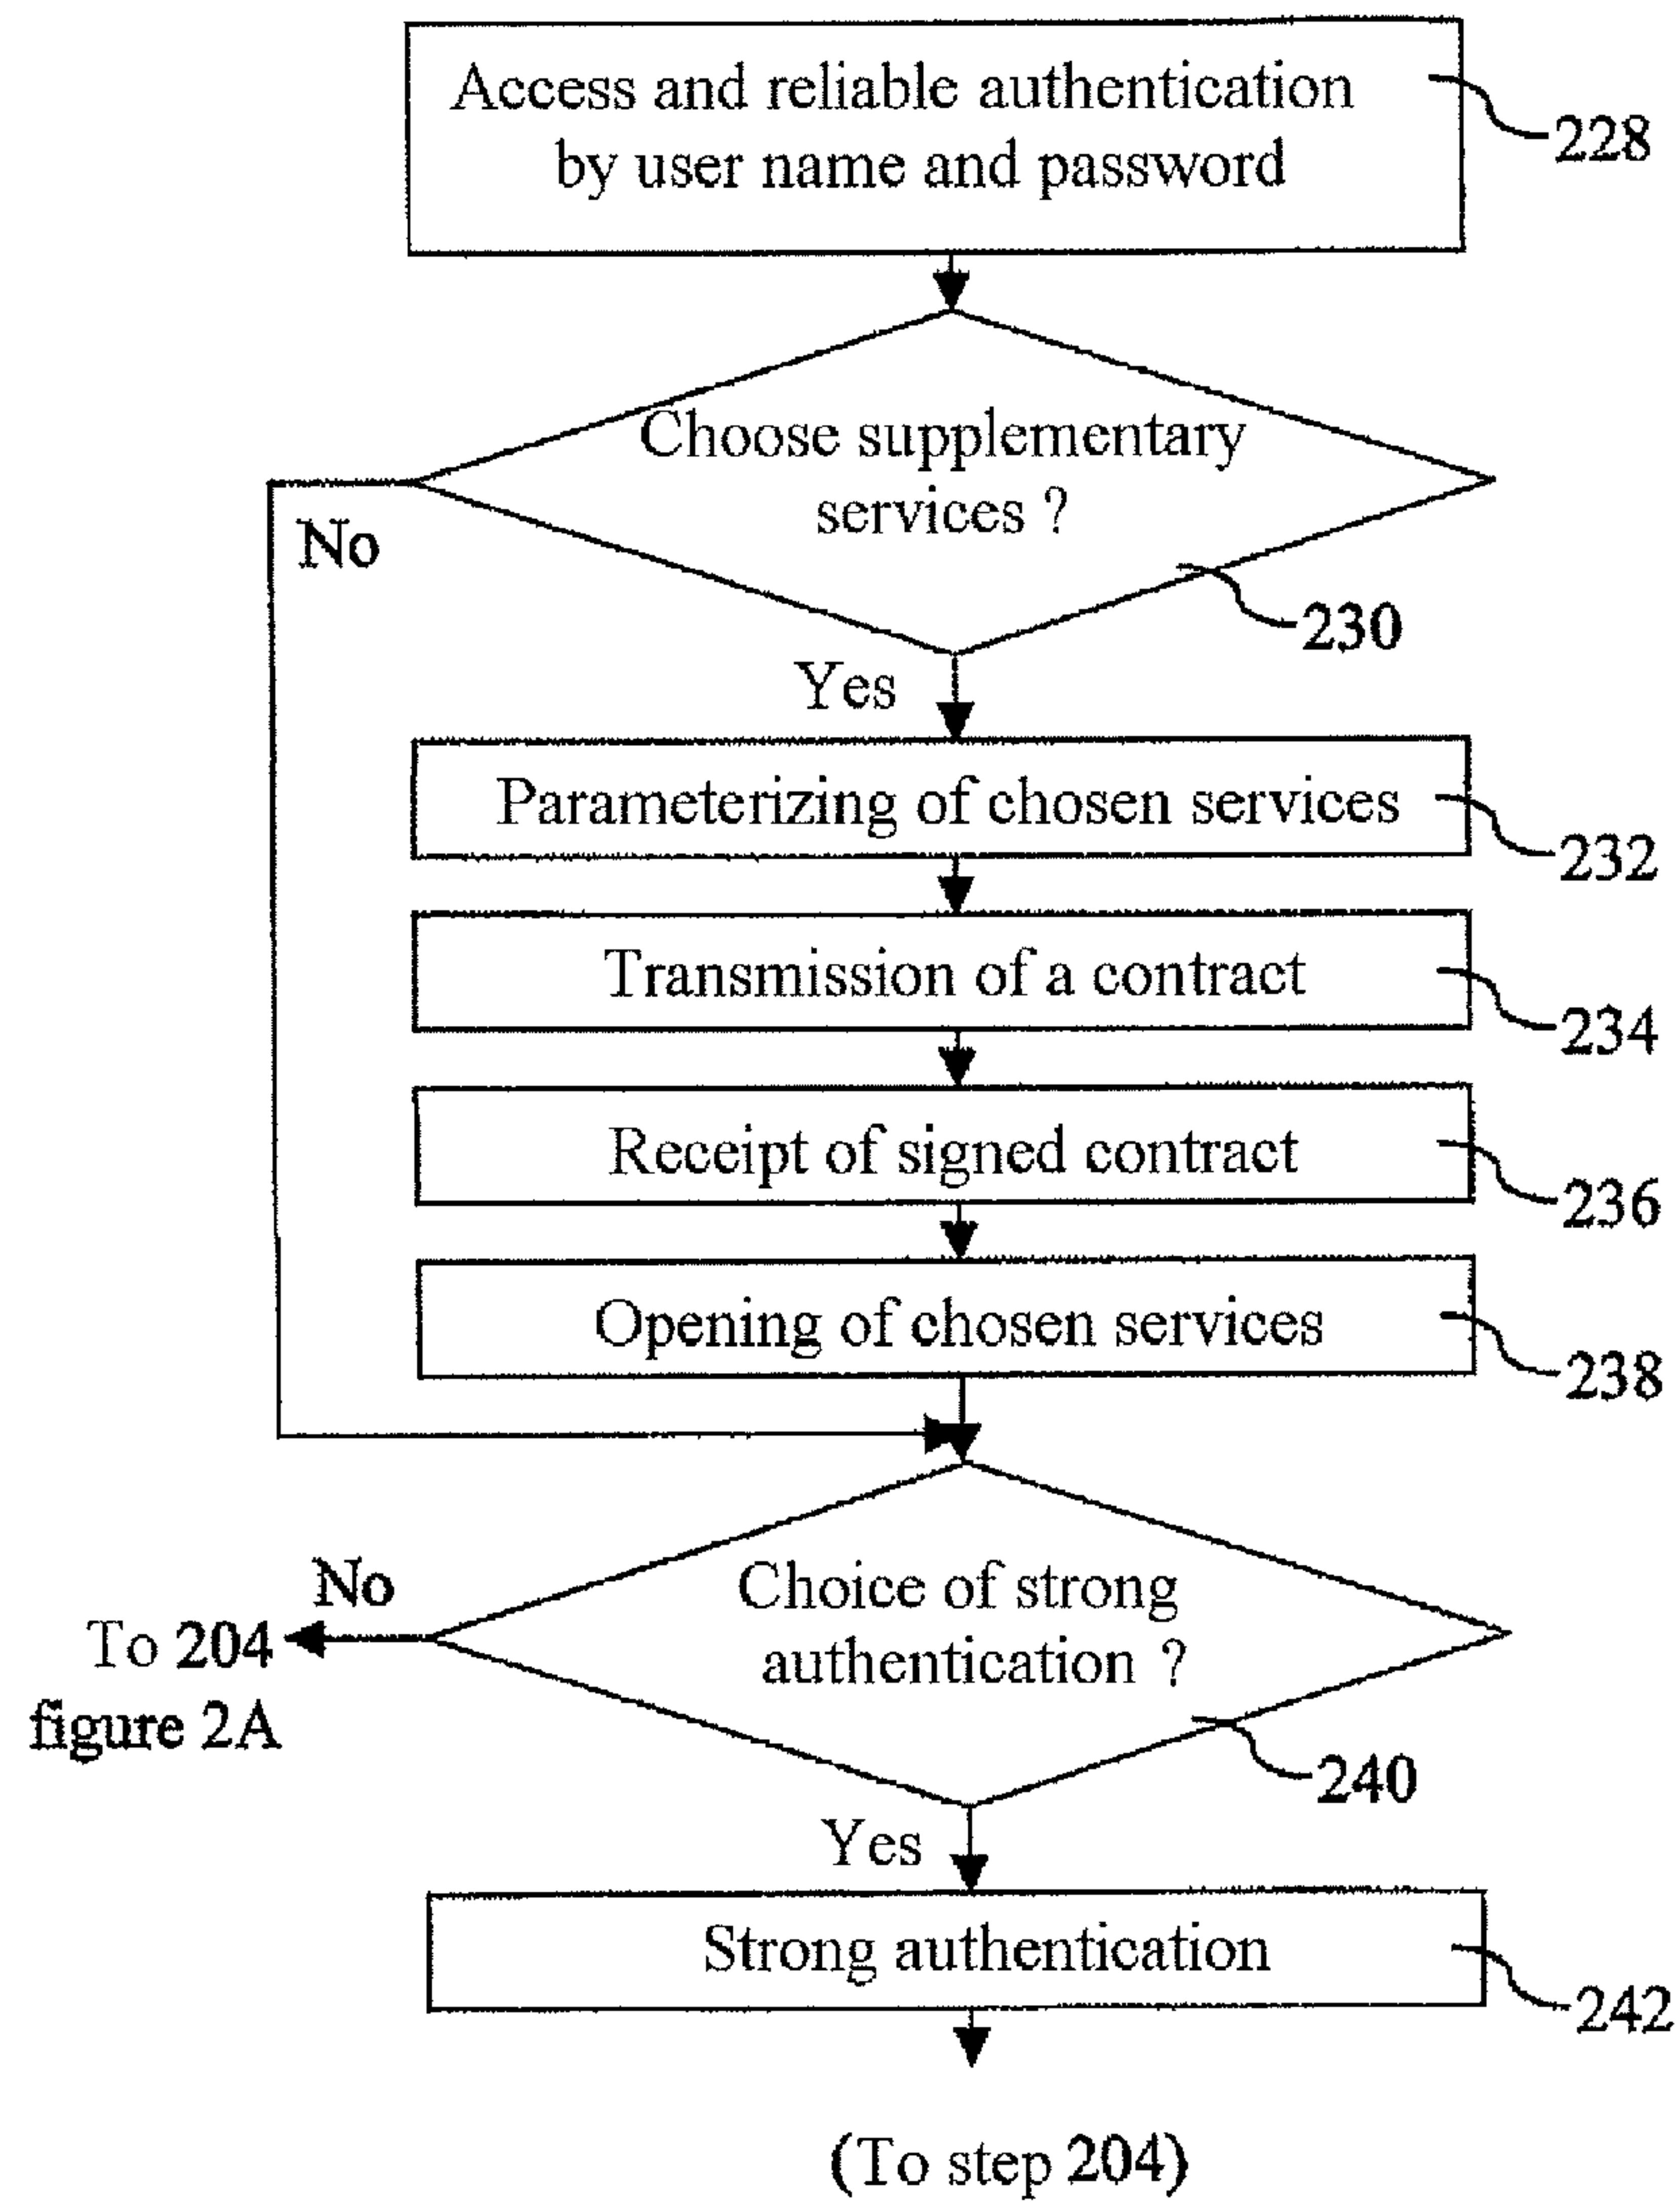 Access and reliable authentication
by user name and password
228
Choose supplementary
services ?
No
230
Yes
Parameterizing of chosen services
232
Transmission of a contract
234
Receipt of signed contract
236
Opening of chosen services
238
Choice of strong
authentication ?
No
To 204
figure 2A
240
Yes
Strong authentication
242
(To step 204)